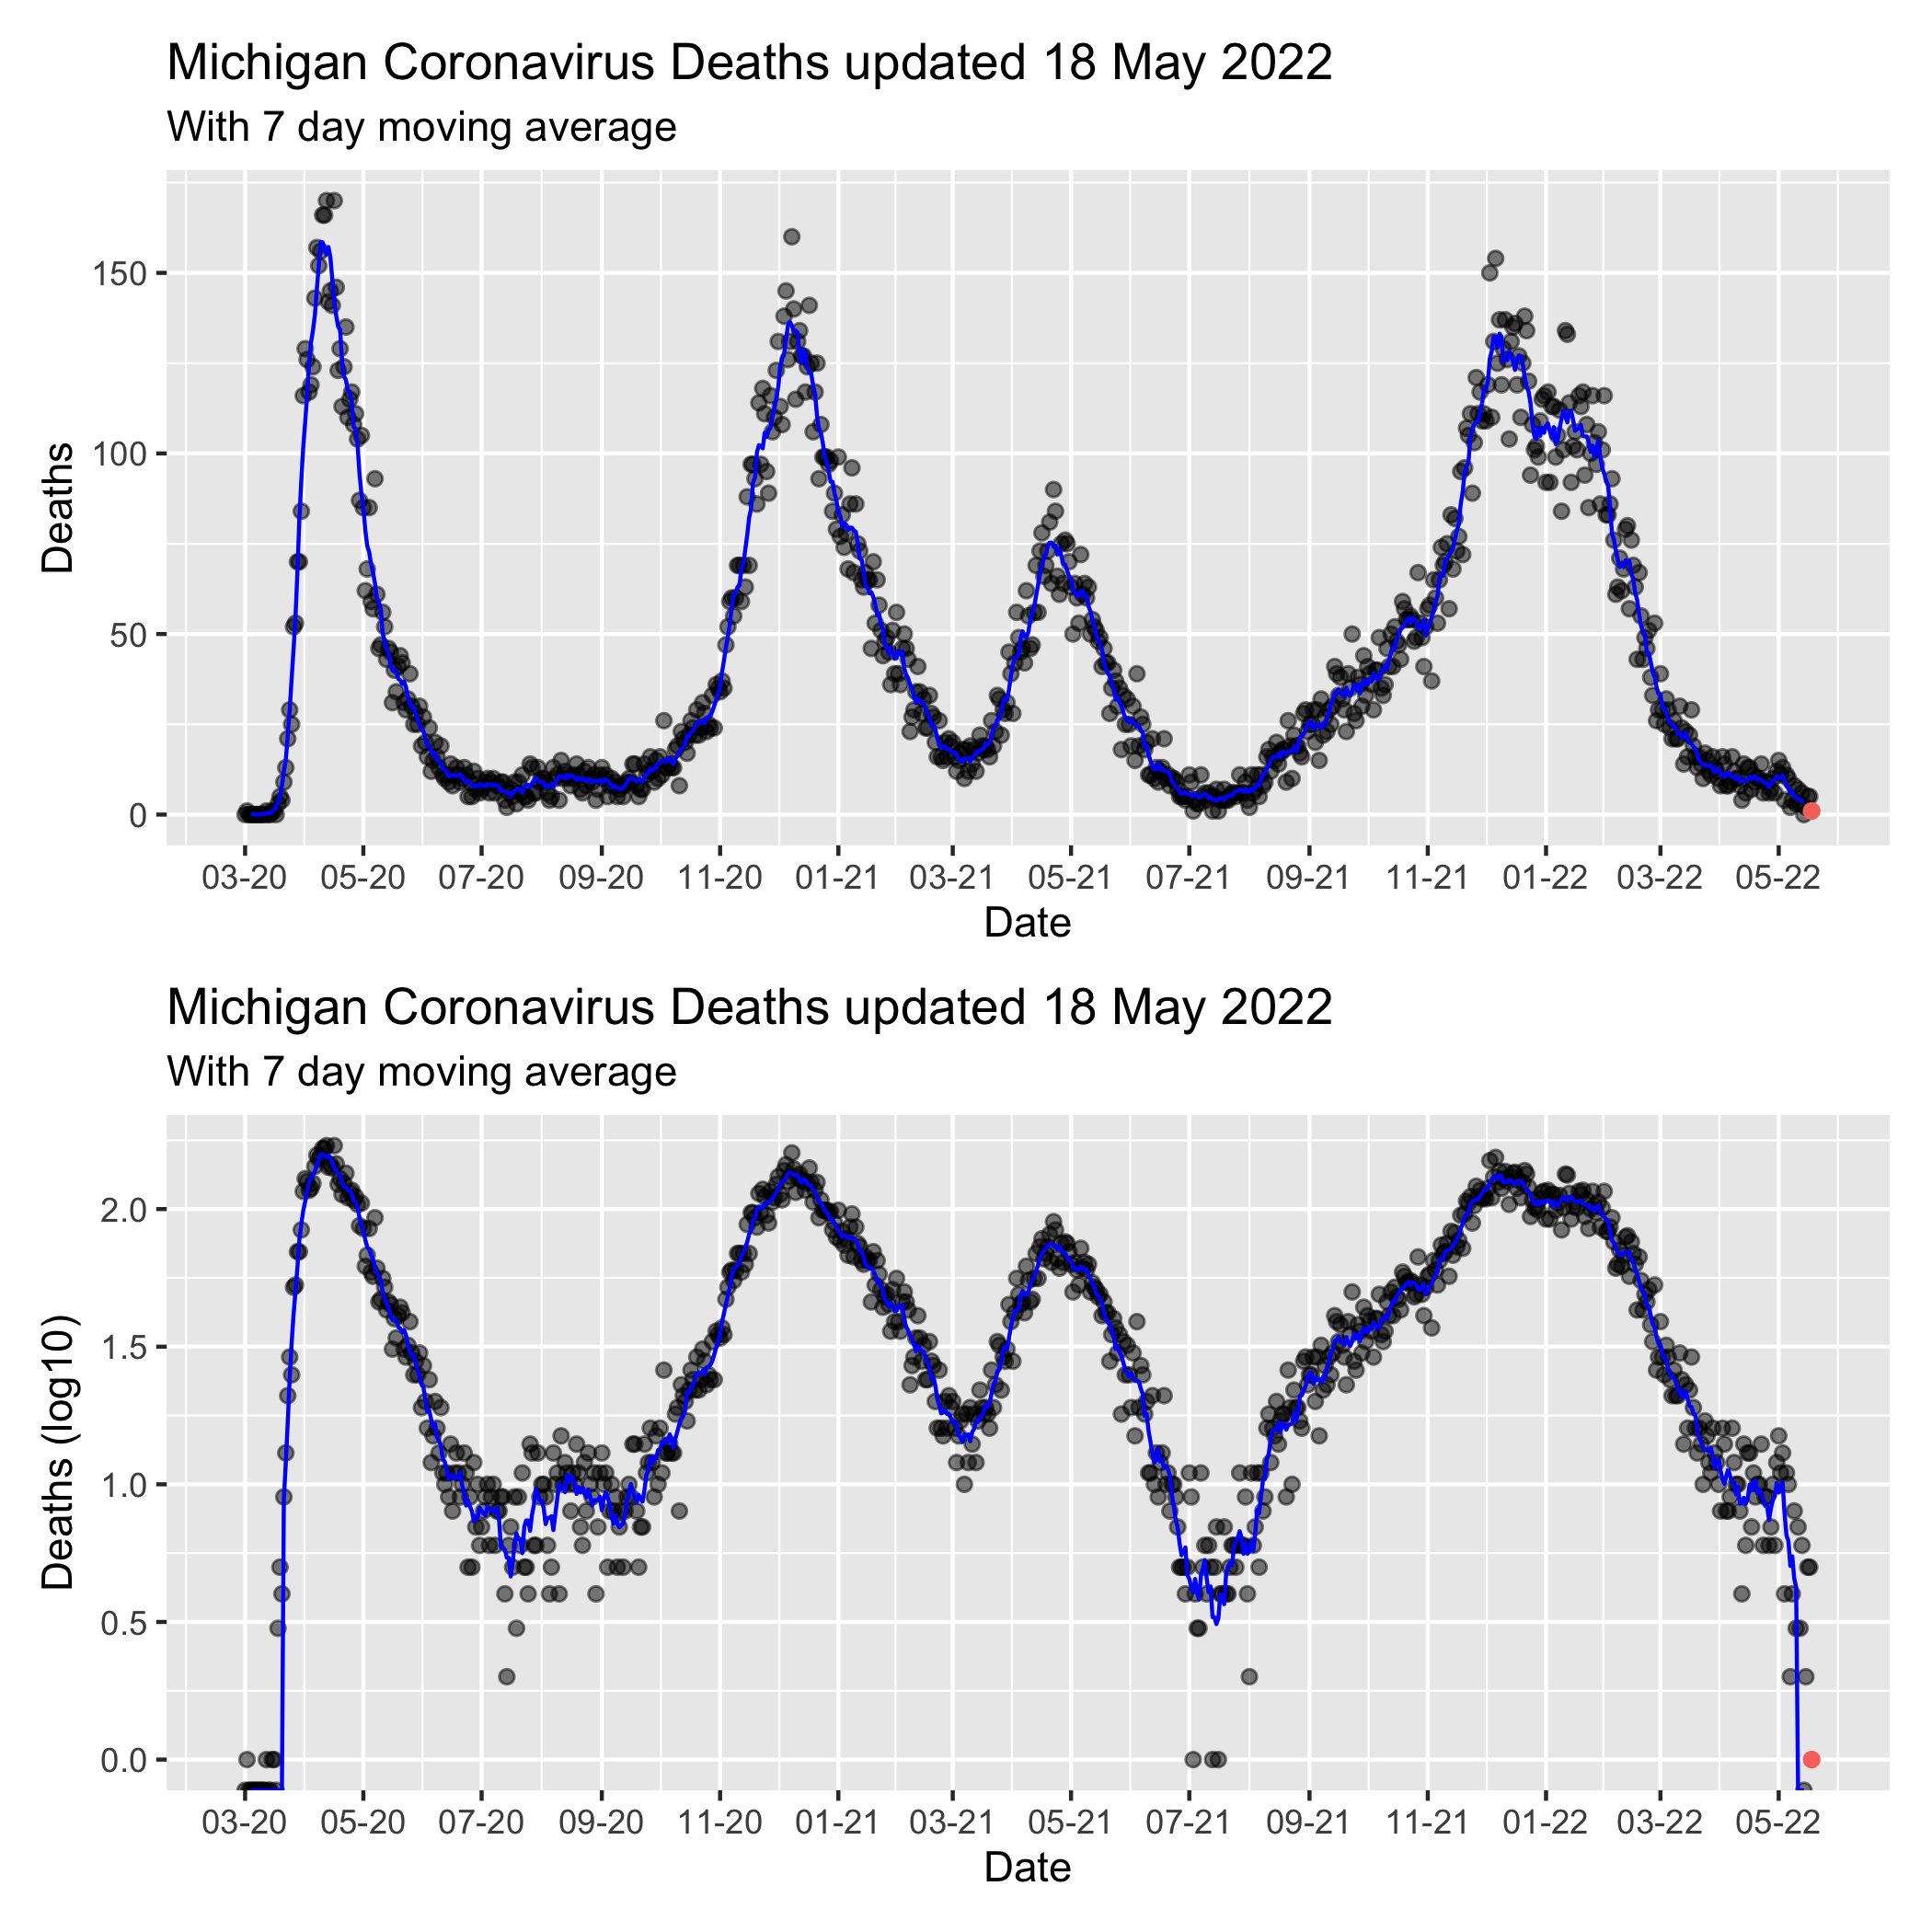 Michigan Coronavirus Deaths updated 18 May 2022
With 7 day moving average
150
100
50
0
Deaths
03-20 05-20 07-20 09-20 11-20 01-21 03-21 05-21 07-21 09-21 11-21 01-22 03-22 05-22
Date
Michigan Coronavirus Deaths updated 18 May 2022
With 7 day moving average
2.0
1.5
1.0
0.5
0.0
Deaths (log10)
03-20 05-20 07-20 09-20 11-20 01-21 03-21 05-21 07-21 09-21 11-21 01-22 03-22 05-22
Date